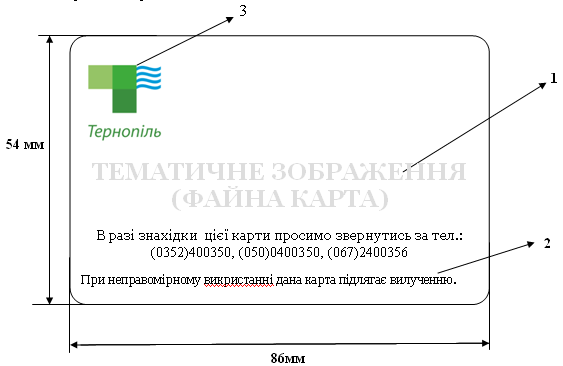 3
1
Тернопіль
54 мм
ТЕМАТИЧНЕ ЗОБРАЖЕННЯ
(ФАЙНА КАРТА)
В разі знахідки цієї карти просимо звернутись за тел.:
(0352)400350, (050)0400350, (067)2400356
2
При неправомірному викристанні дана карта підлягає вилученню.
86мм